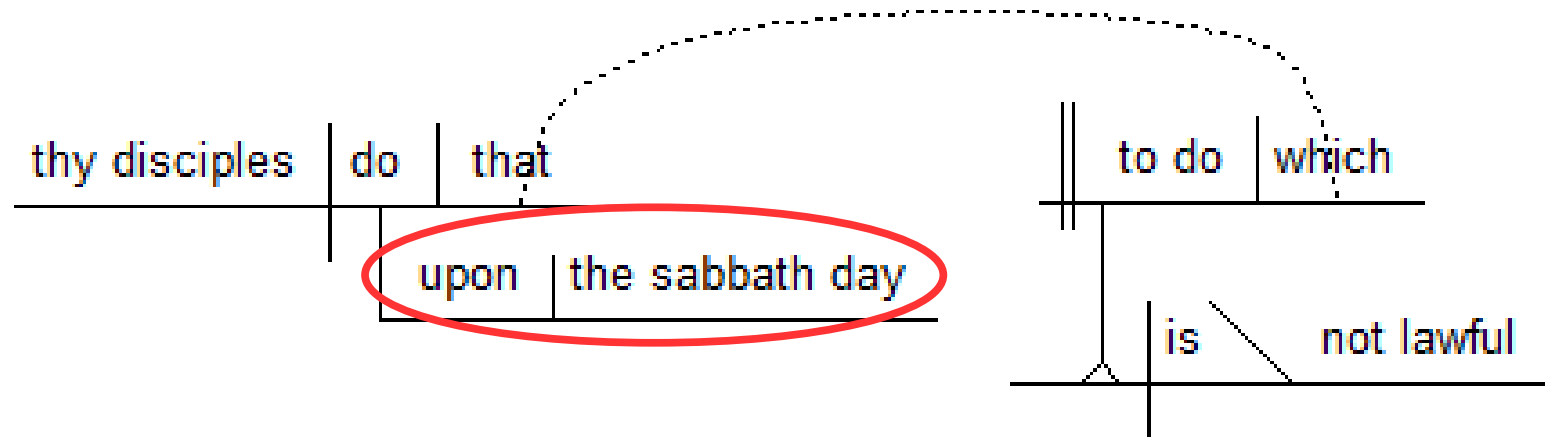 thy disciples do that to do which
upon the sabbath day
is not lawful